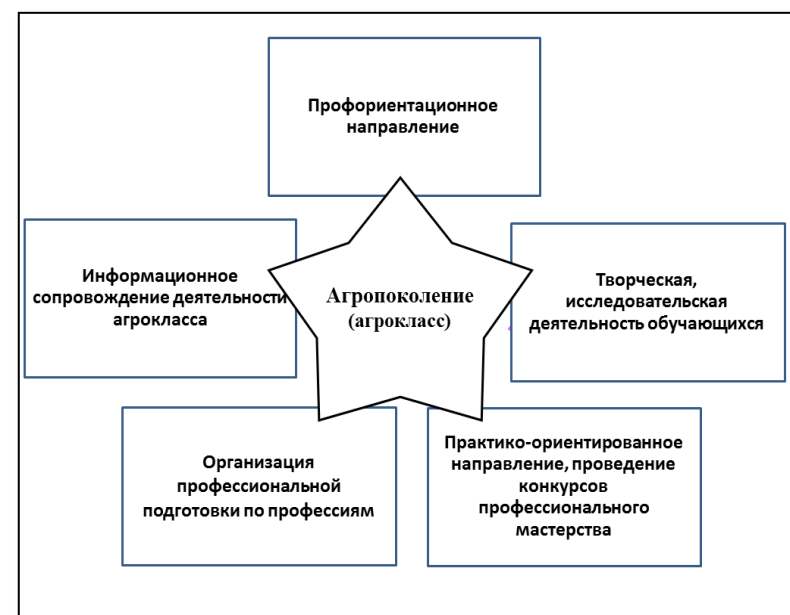 Профориентационное
направление
Информационное
сопровождение деятельности
агрокласса
Агропоколение
(агрокласс)
Творческая,
исследовательская
деятельность обучающихся
Организация
профессиональной
подготовки по профессиям
Практико-ориентированное
направление, проведение
конкурсов
профессионального
мастерства